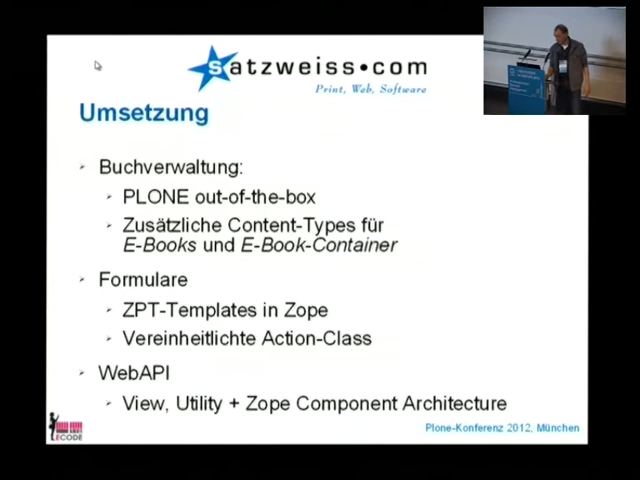 satzweiss.com
Print, Web, Software
Umsetzung
Buchverwaltung:
PLONE out-of-the-box
Zusätzliche Content-Types für
E-Books und E-Book-Container
Formulare
ZPT-Templates in Zope
Vereinheitlichte Action-Class
WebAPI
View, Utility + Zope Component Architecture
ECODE
Plone-Konferenz 2012, München